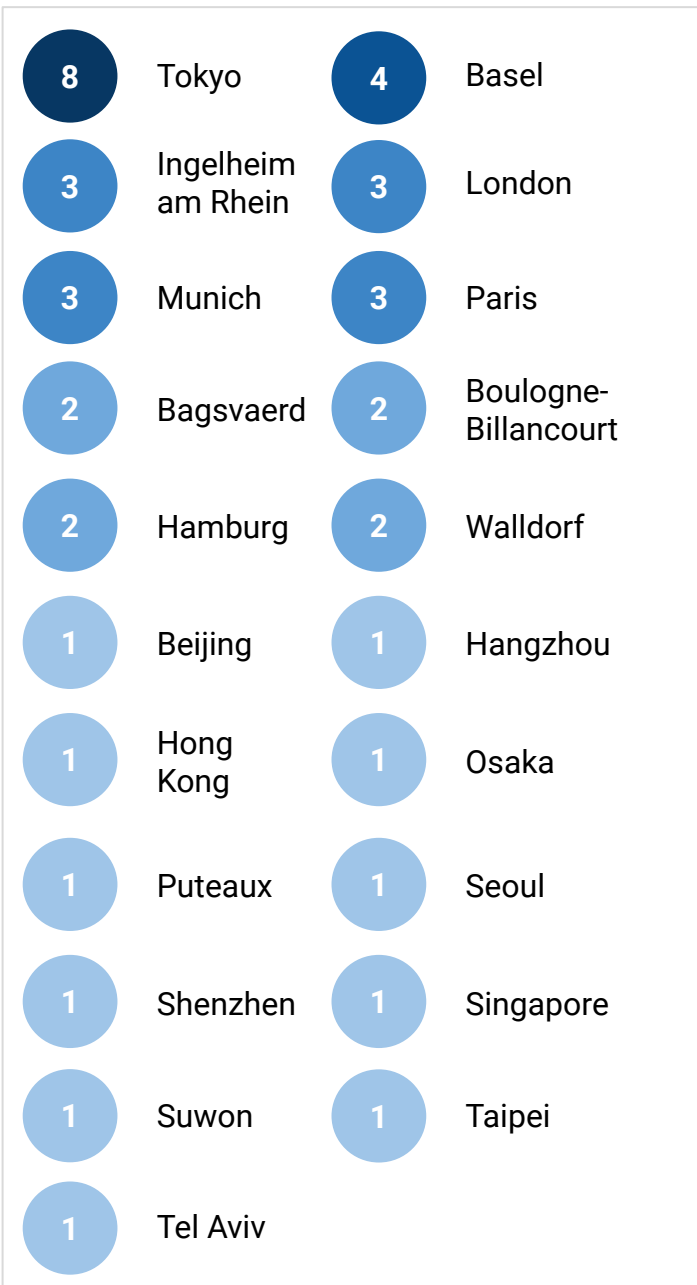 8 Tokyo 4 Basel
3 Ingelheim 3 London
am Rhein
3 Munich 3 Paris
2 Bagsvaerd 2 Boulogne-
Billancourt
2 Hamburg 2 Walldorf
1 Beijing 1 Hangzhou
1 Hong 1 Osaka
Kong
1 Puteaux 1 Seoul
1 Shenzhen 1 Singapore
1 Suwon 1 Taipei
1 Tel Aviv